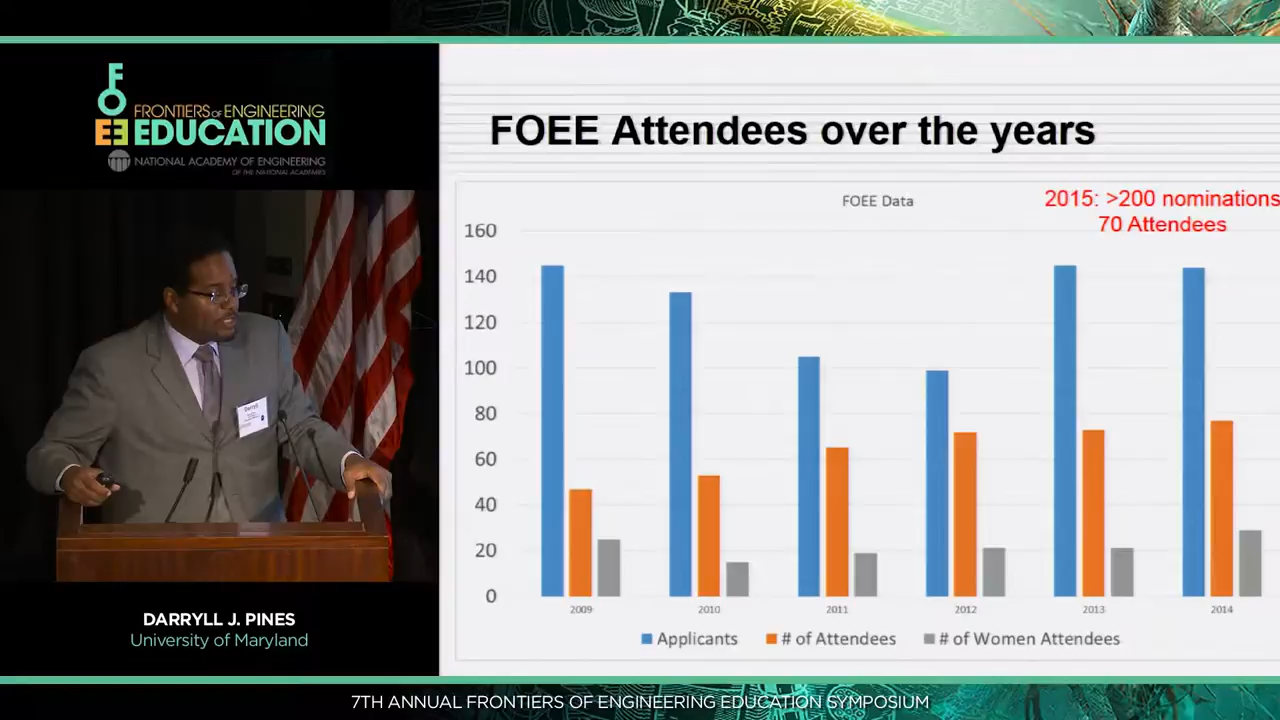 FOEE
FRONTIERS OF ENGINEERING
EDUCATION
NATIONAL ACADEMY OF ENGINEERING
OF THE NATIONAL ACADEMIES
Darryll
DARRYLL J. PINES
University of Maryland
FOEE Attendees over the years
FOEE Data
2015: >200 nominations
70 Attendees
160
140
120
100
80
60
40
20
0
2009 2010 2011 2012 2013 2014
Applicants # of Attendees # of Women Attendees
7TH ANNUAL FRONTIERS OF ENGINEERING EDUCATION SYMPOSIUM